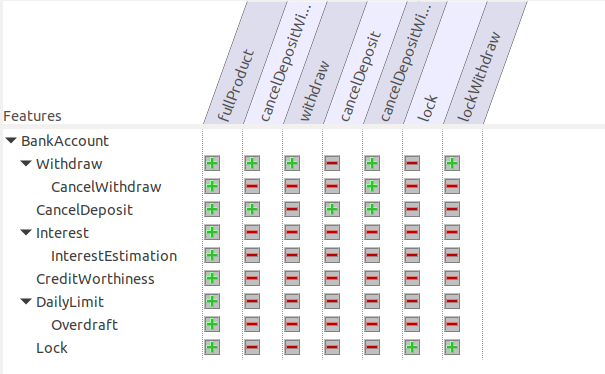 fullProduct
cancelDepositWi...
withdraw
cancelDeposit
cancelDepositWi...
lock
lockWithdraw
Features
BankAccount
Withdraw
CancelWithdraw
CancelDeposit
Interest
InterestEstimation
CreditWorthiness
DailyLimit
Overdraft
Lock